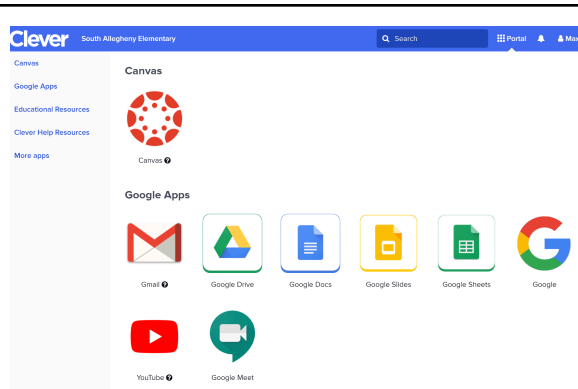 Clever South Allegheny Elementary Search Portal Max
Canvas
Google Apps
Educational Resources
Clever Help Resources
More apps
Canvas
Canvas ?
Google Apps
Gmail ?
Google Drive
Google Docs
Google Slides
Google Sheets
Google
YouTube ?
Google Meet